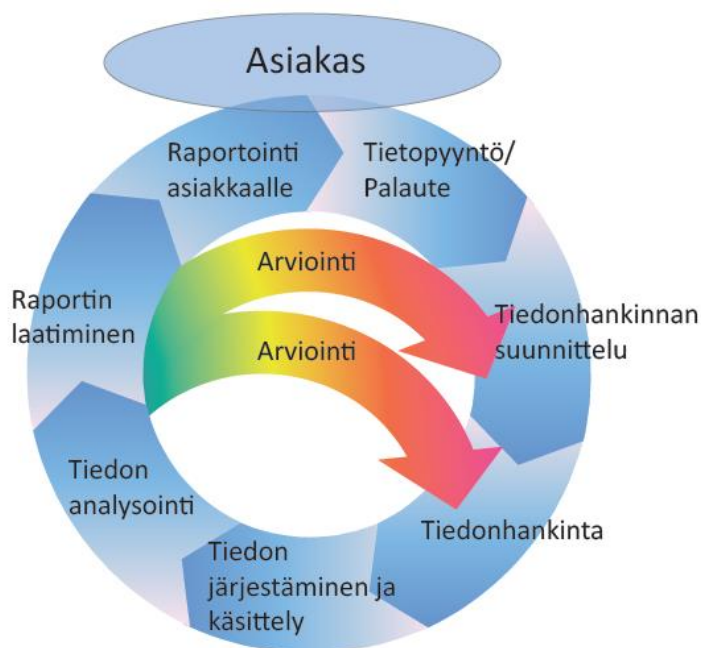 Asiakas
Raportointi
asiakkaalle
Tietopyyntö/
Palaute
Arviointi
Tiedonhankinnan
suunnittelu
Raportin
laatiminen
Arviointi
Tiedon
analysointi
Tiedonhankinta
Tiedon
järjestäminen ja
käsittely